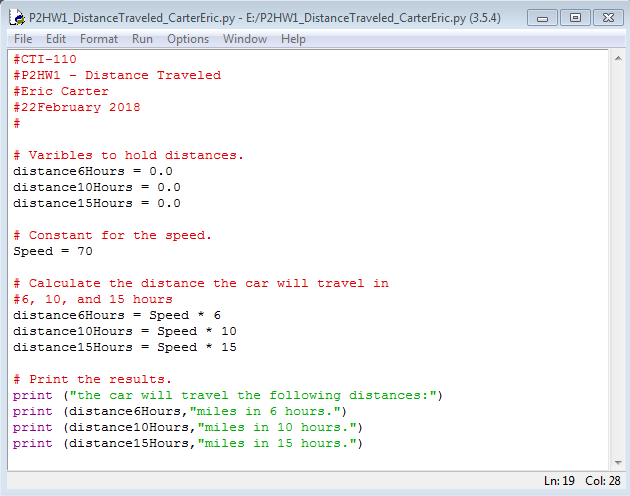 P2HW1_DistanceTraveled_CarterEric.py - E:/P2HW1_DistanceTraveled_CarterEric.py (3.5.4)
File Edit Format Run Options Window Help
#CTI-110
#P2HW1 - Distance Traveled
#Eric Carter
#22February 2018
#
# Varibles to hold distances.
distance6Hours = 0.0
distance10Hours = 0.0
distance15Hours = 0.0
# Constant for the speed.
Speed = 70
# Calculate the distance the car will travel in
#6, 10, and 15 hours
distance6Hours = Speed * 6
distance10Hours = Speed * 10
distance15Hours = Speed * 15
# Print the results.
print ("the car will travel the following distances:")
print (distance6Hours,"miles in 6 hours.")
print (distance10Hours,"miles in 10 hours.")
print (distance15Hours,"miles in 15 hours.")
Ln: 19 Col: 28